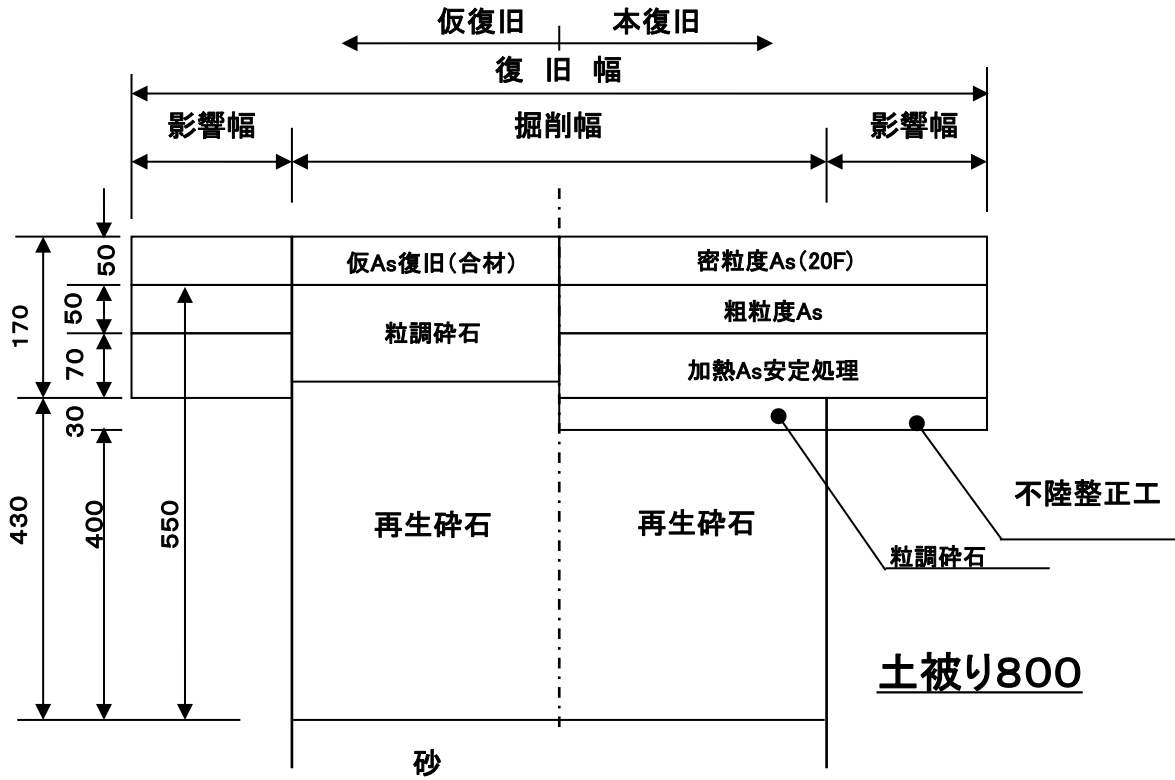 仮復旧 本復旧
復 旧 幅
影響幅 掘削幅 影響幅
仮As復旧(合材) 密粒度As(20F)
粒調砕石 粗粒度As
加熱As安定処理
170 50 50 70
30
430 400 550
再生砕石 再生砕石
不陸整正工
粒調砕石
土被り800
砂